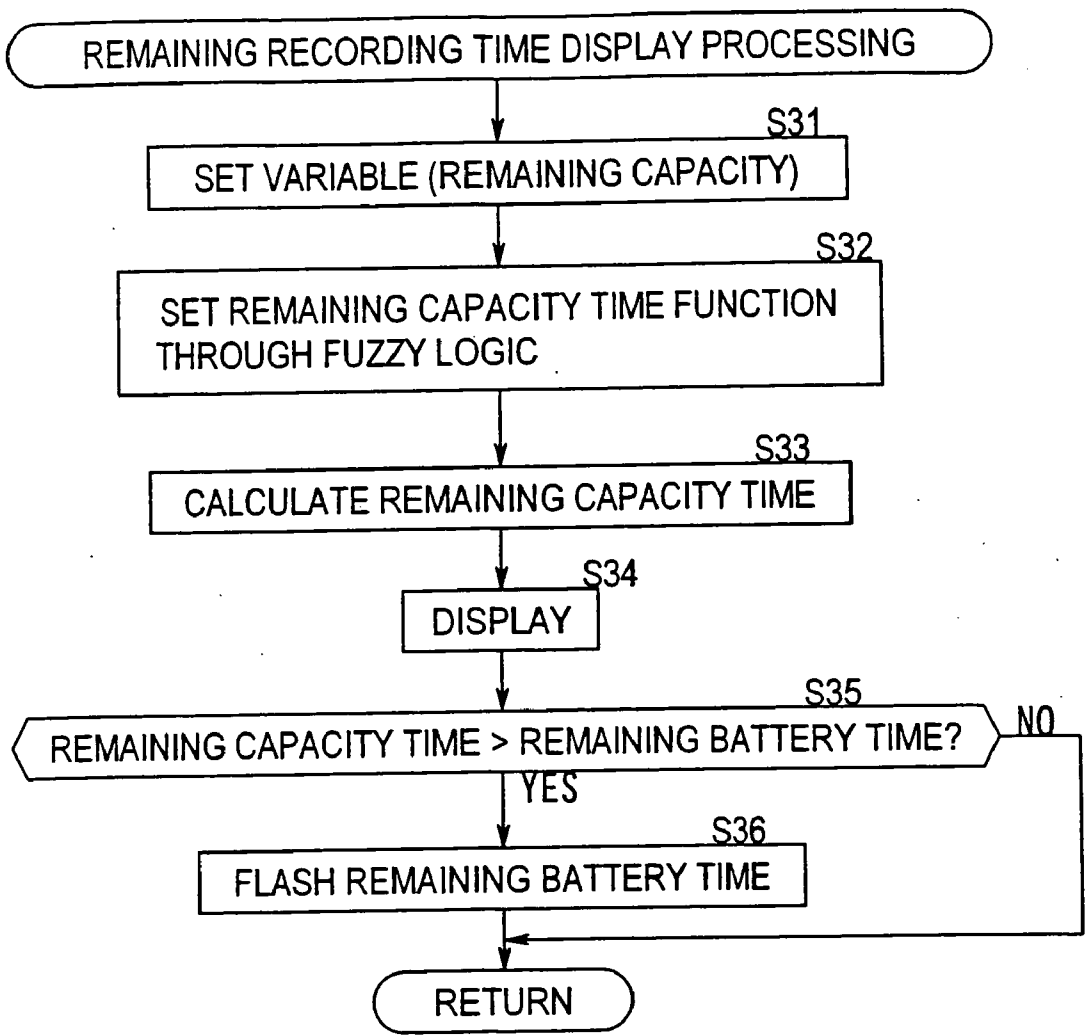 REMAINING RECORDING TIME DISPLAY PROCESSING
S31
SET VARIABLE (REMAINING CAPACITY)
S32
SET REMAINING CAPACITY TIME FUNCTION
THROUGH FUZZY LOGIC
S33
CALCULATE REMAINING CAPACITY TIME
S34
DISPLAY
S35
REMAINING CAPACITY TIME > REMAINING BATTERY TIME?
NO
YES
S36
FLASH REMAINING BATTERY TIME
RETURN